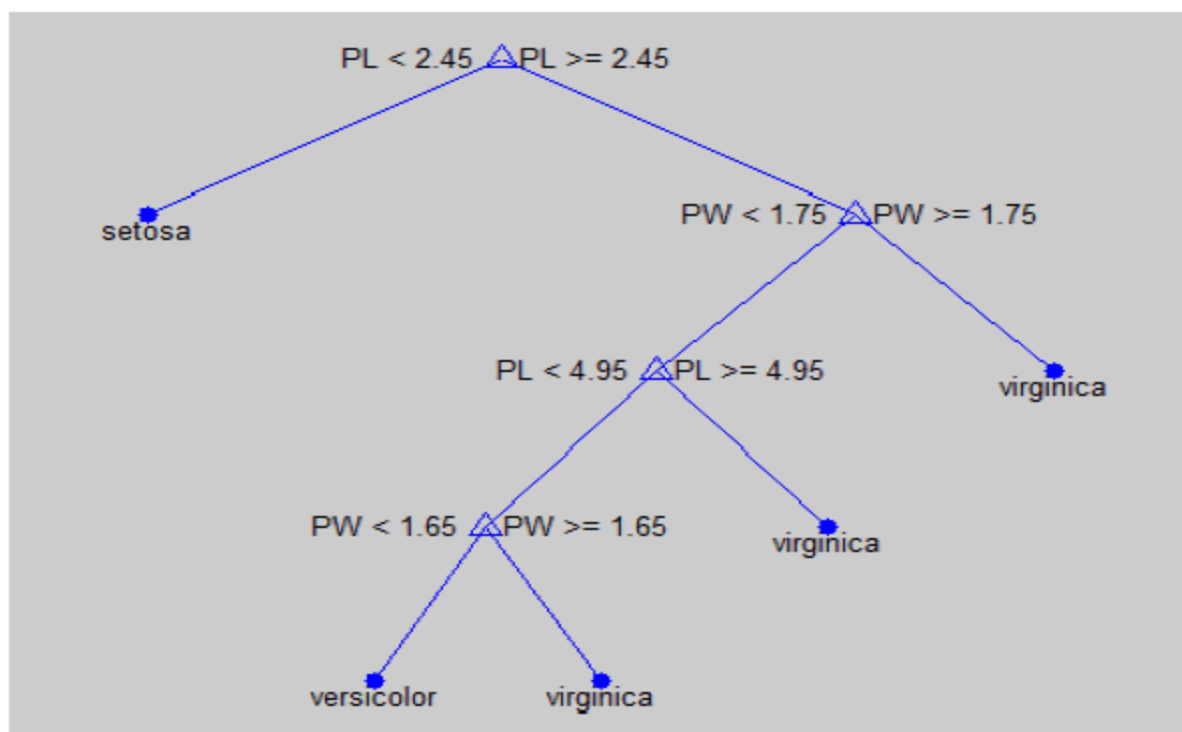 PL < 2.45 PL >= 2.45
setosa
PW < 1.75 PW >= 1.75
PL < 4.95 PL >= 4.95
virginica
PW < 1.65 PW >= 1.65
virginica
versicolor virginica